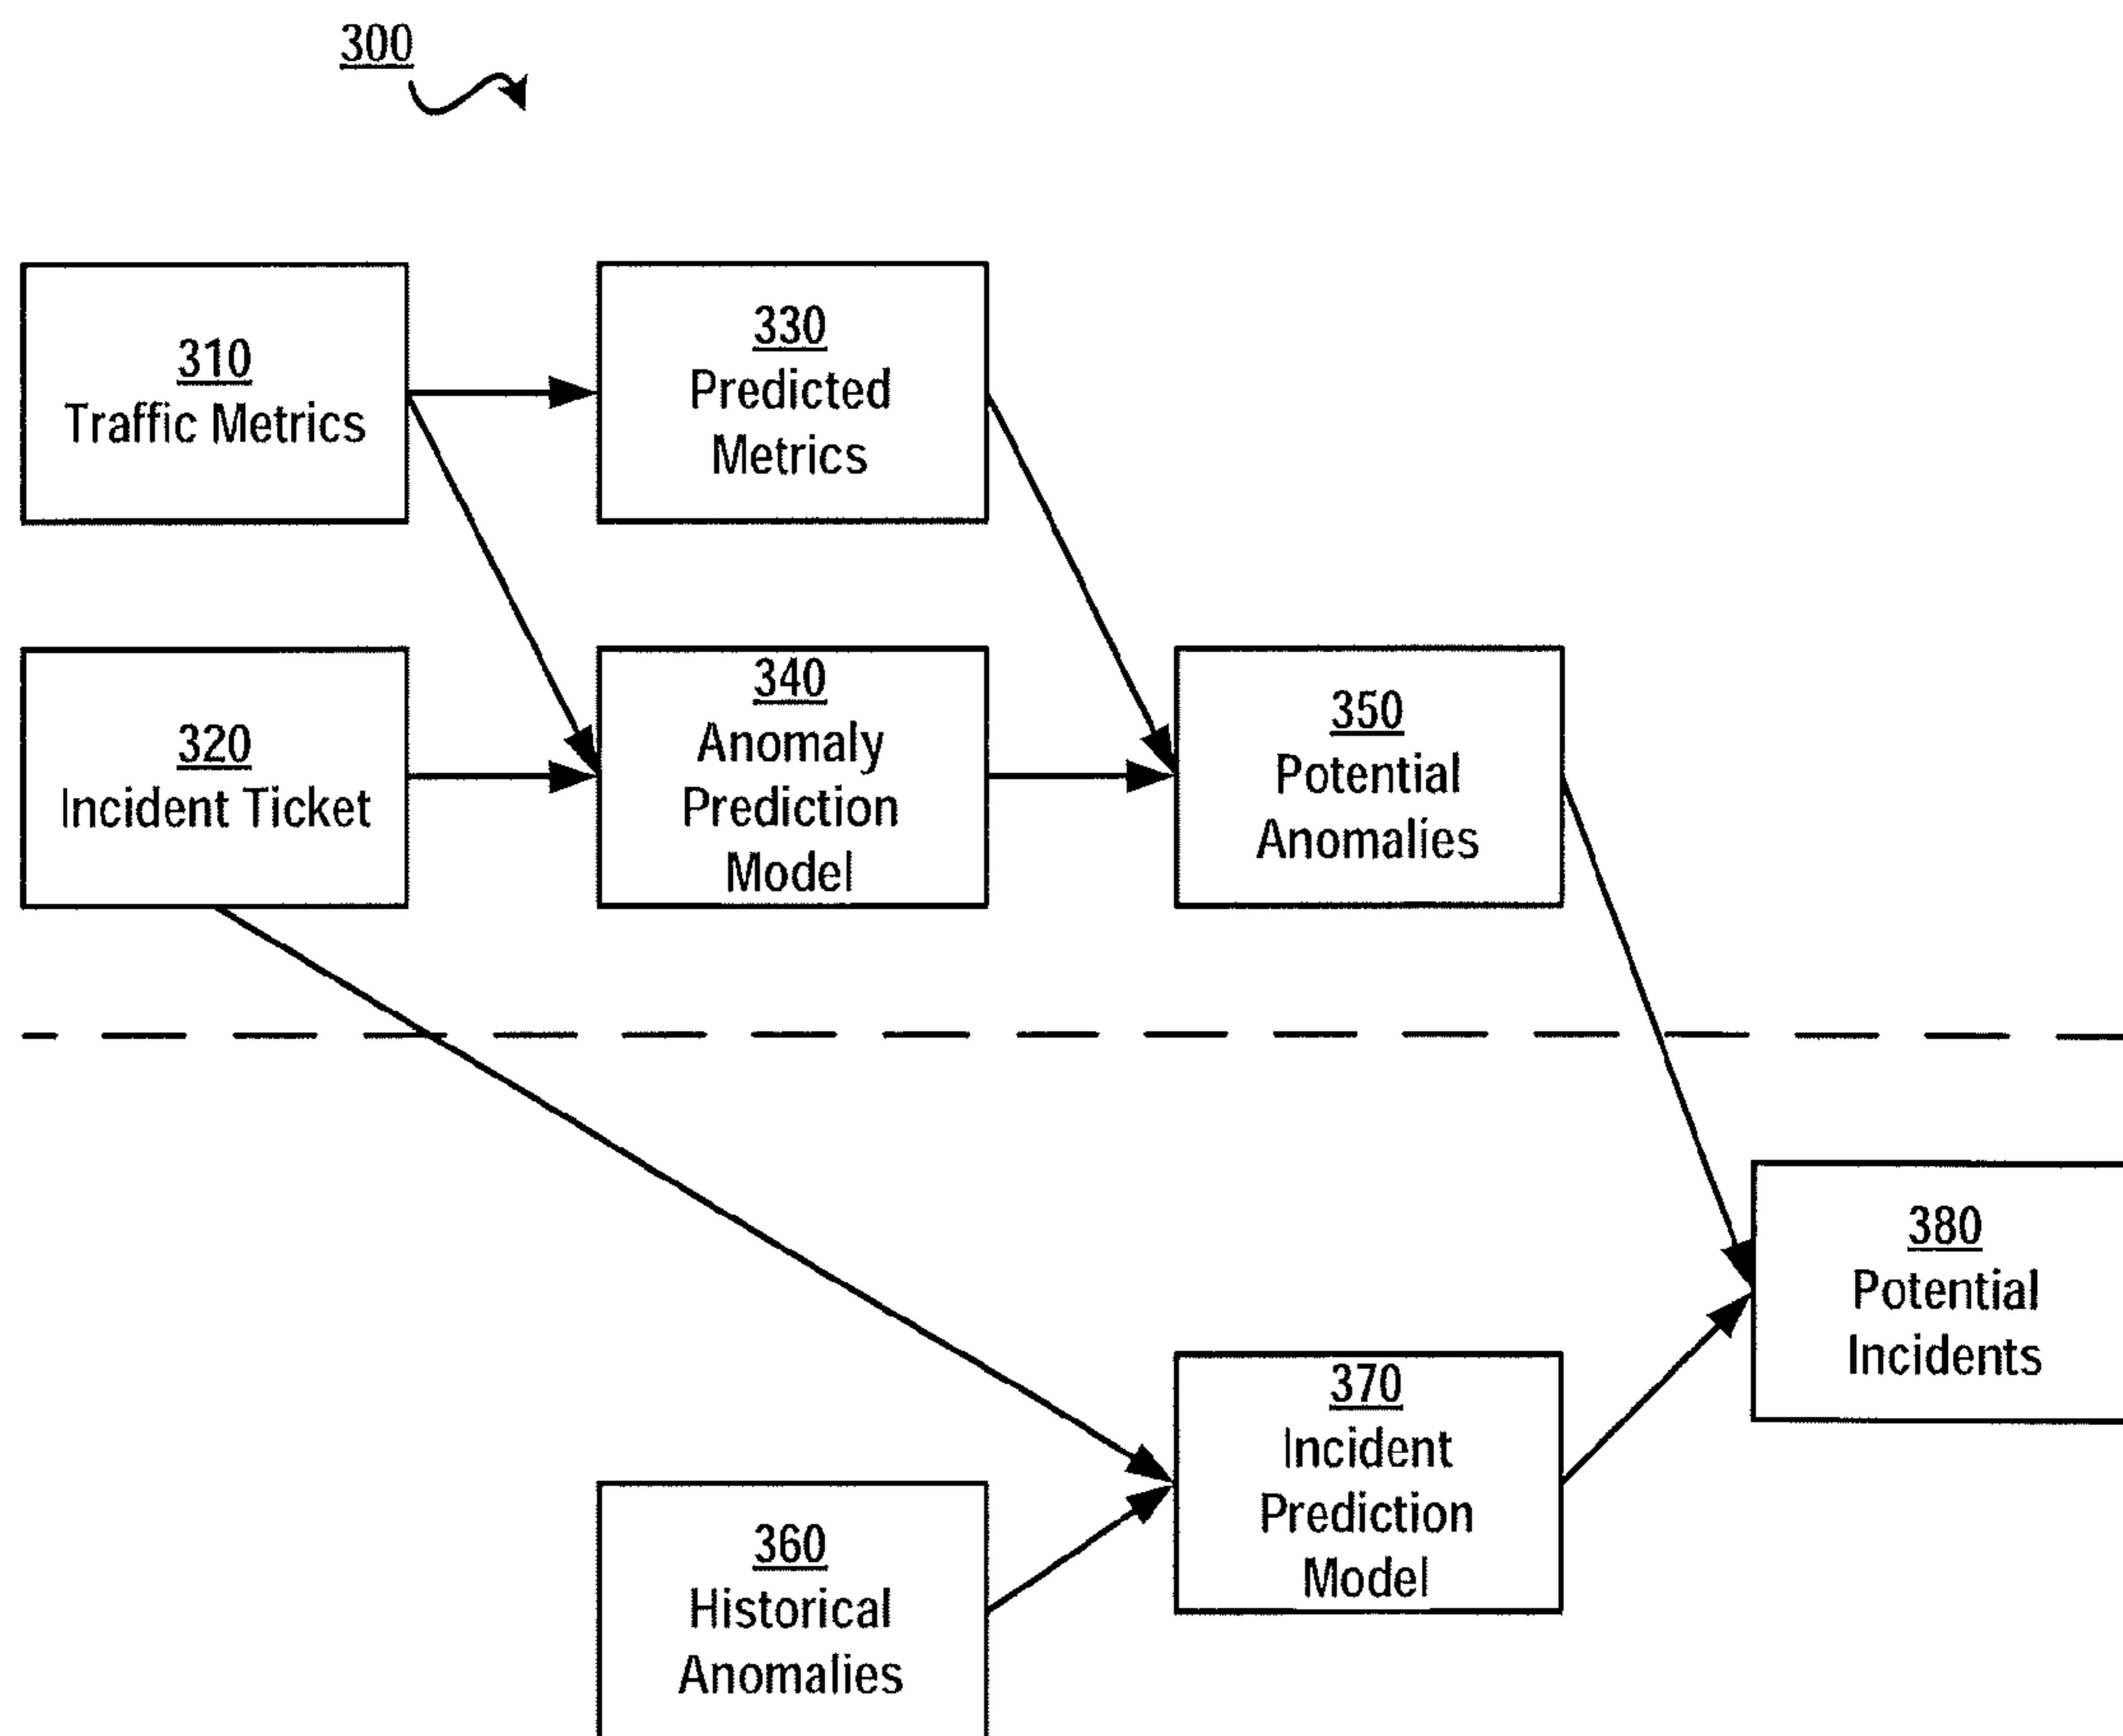 300
310
Traffic Metrics
330
Predicted
Metrics
320
Incident Ticket
340
Anomaly
Prediction
Model
350
Potential
Anomalies
380
Potential
Incidents
370
Incident
Prediction
Model
360
Historical
Anomalies